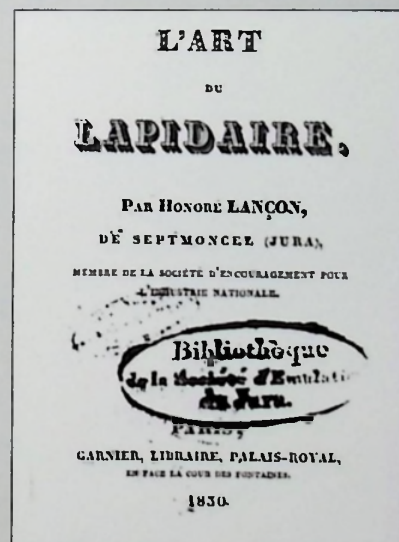 L'ART
DU
LAPIDAIRE,
PAR HONORÉ LANÇON,
DE SEPTMONCEL (JURA),
MEMBRE DE LA SOCIÉTÉ D'ENCOURAGEMENT POUR
L'INDUSTRIE NATIONALE.
Bibliothèque
de la Société d'Emulati
du Jura.
PARIS,
GARNIER, LIBRAIRE, PALAIS-ROYAL,
EN FACE LA COUR DES FONTAINES.
1830.